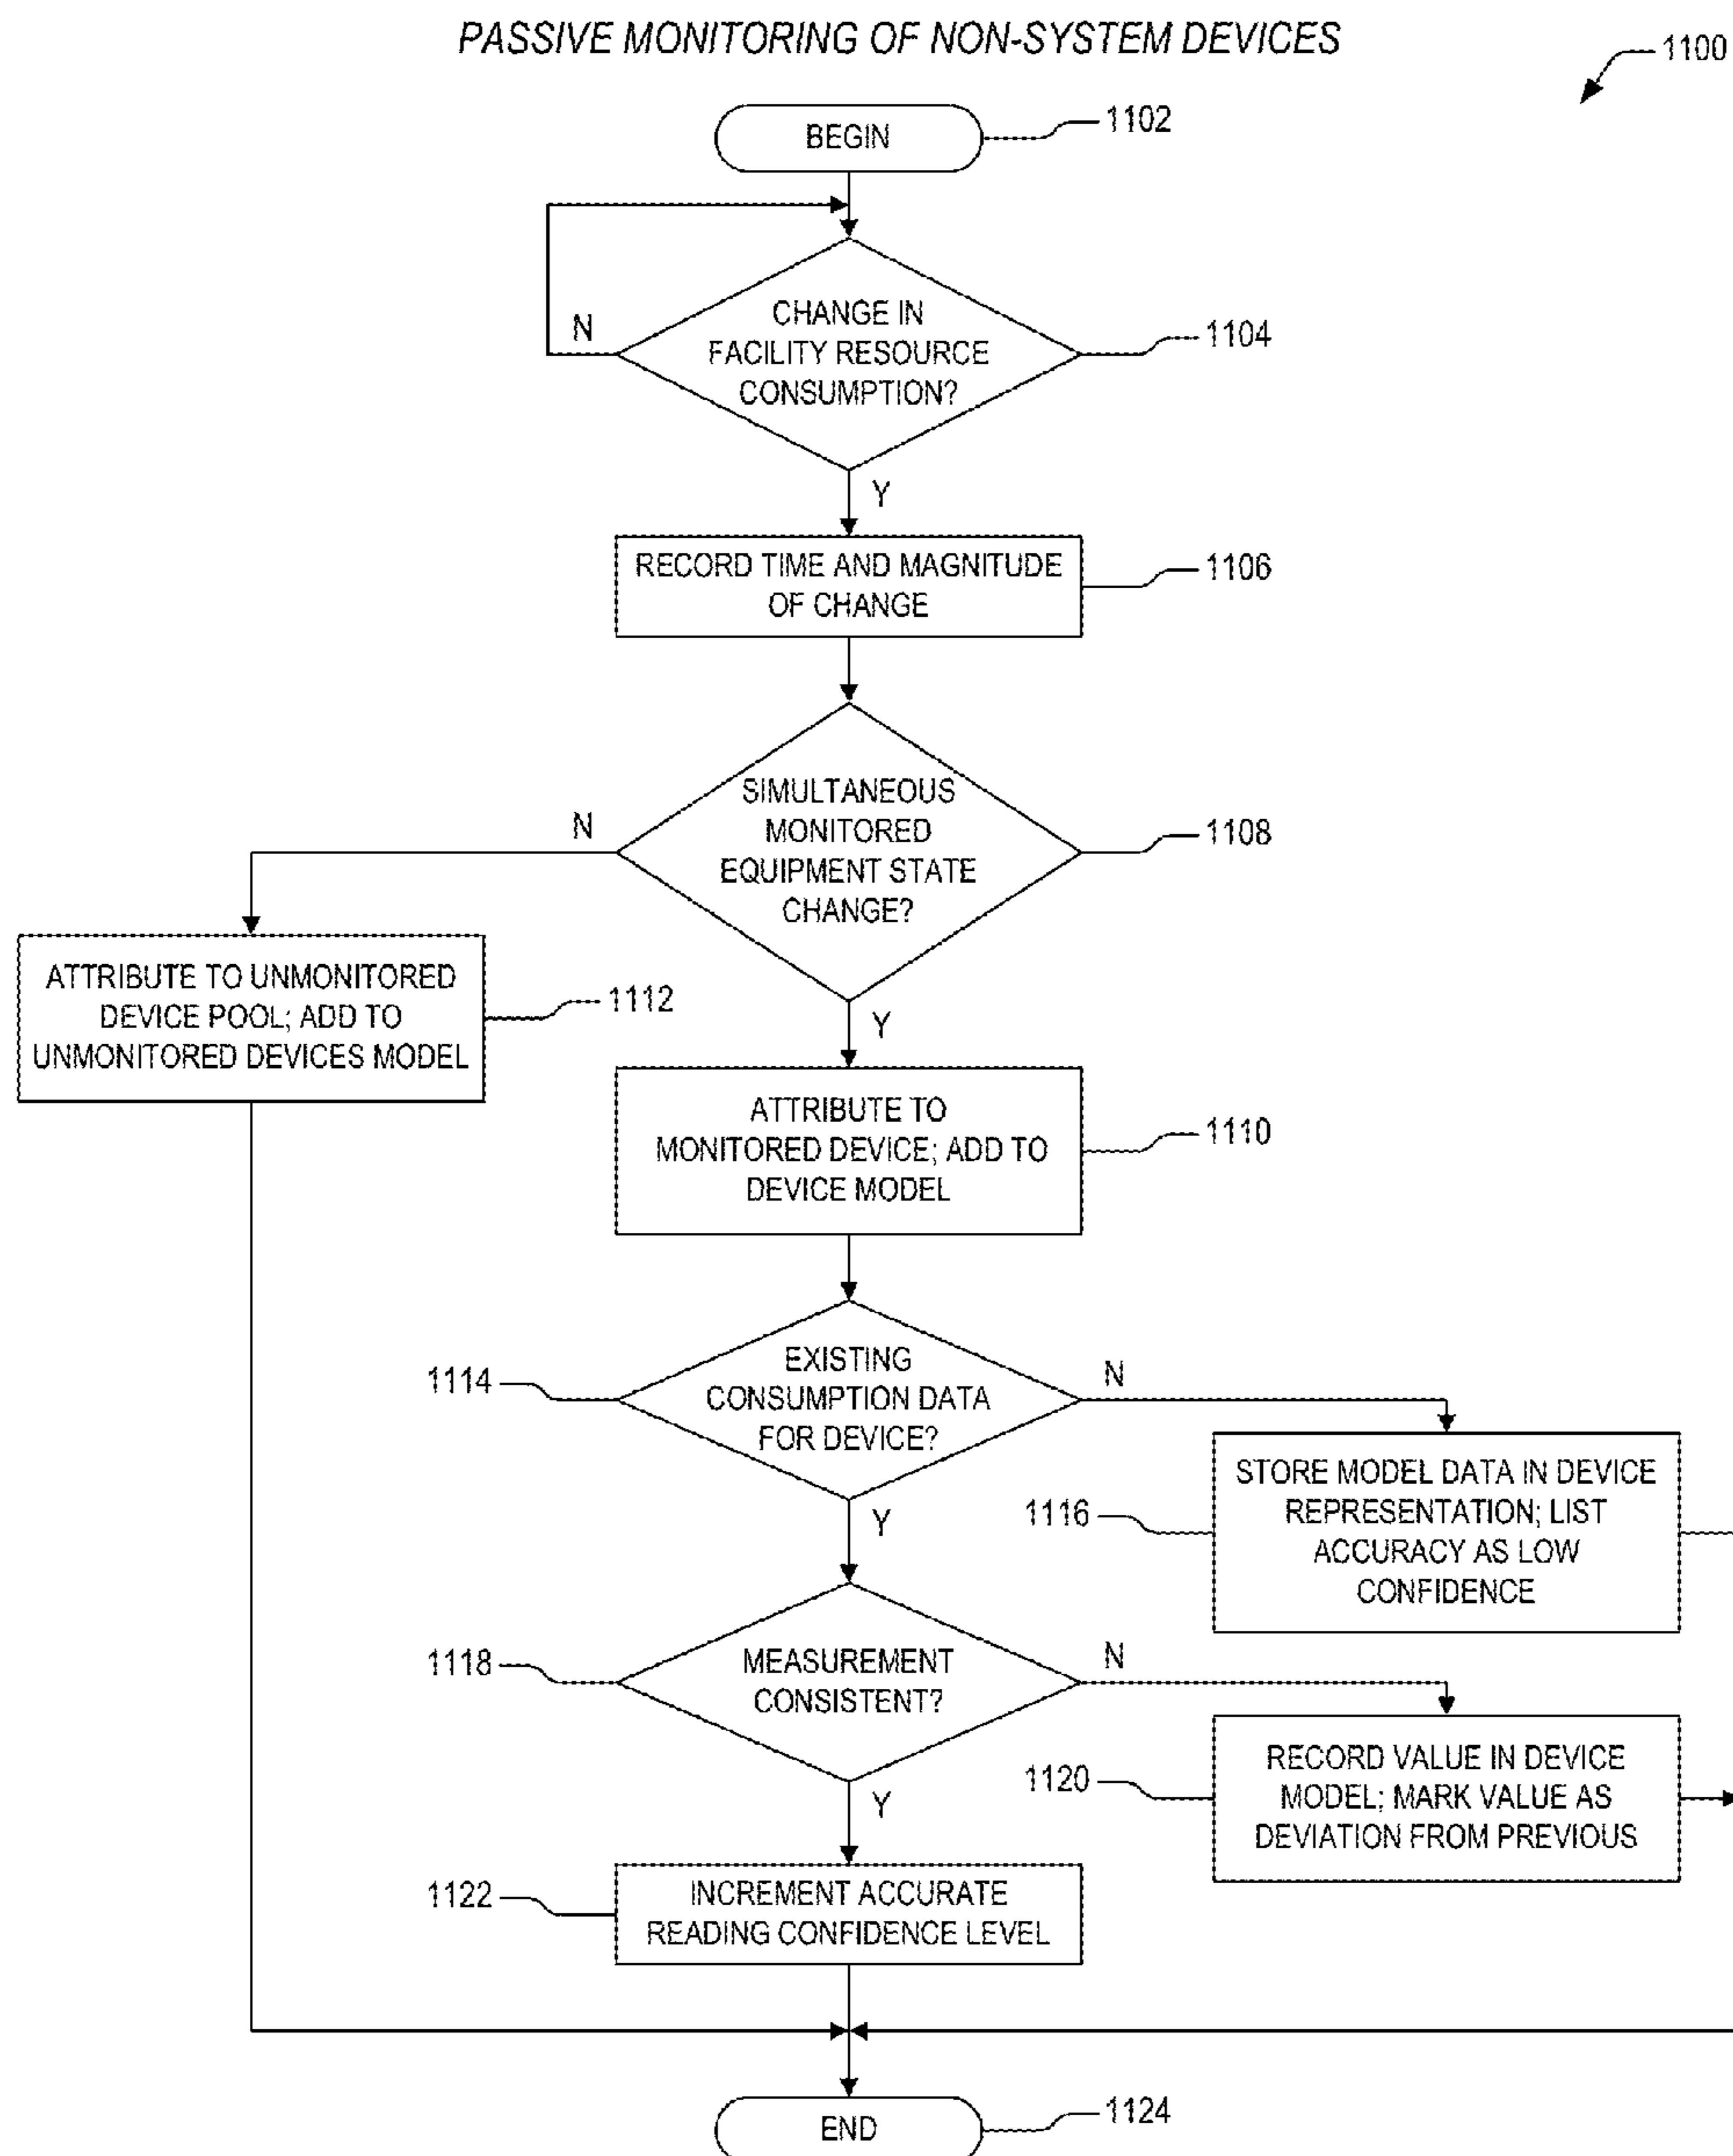 PASSIVE MONITORING OF NON-SYSTEM DEVICES
1100
BEGIN
1102
CHANGE IN
FACILITY RESOURCE
CONSUMPTION?
N
1104
Y
RECORD TIME AND MAGNITUDE
OF CHANGE
1106
SIMULTANEOUS
MONITORED
EQUIPMENT STATE
CHANGE?
N
1108
Y
ATTRIBUTE TO UNMONITORED
DEVICE POOL; ADD TO
UNMONITORED DEVICES MODEL
1112
ATTRIBUTE TO
MONITORED DEVICE; ADD TO
DEVICE MODEL
1110
1114
EXISTING
CONSUMPTION DATA
FOR DEVICE?
N
Y
1116
STORE MODEL DATA IN DEVICE
REPRESENTATION; LIST
ACCURACY AS LOW
CONFIDENCE
1118
MEASUREMENT
CONSISTENT?
N
Y
1120
RECORD VALUE IN DEVICE
MODEL; MARK VALUE AS
DEVIATION FROM PREVIOUS
1122
INCREMENT ACCURATE
READING CONFIDENCE LEVEL
END
1124